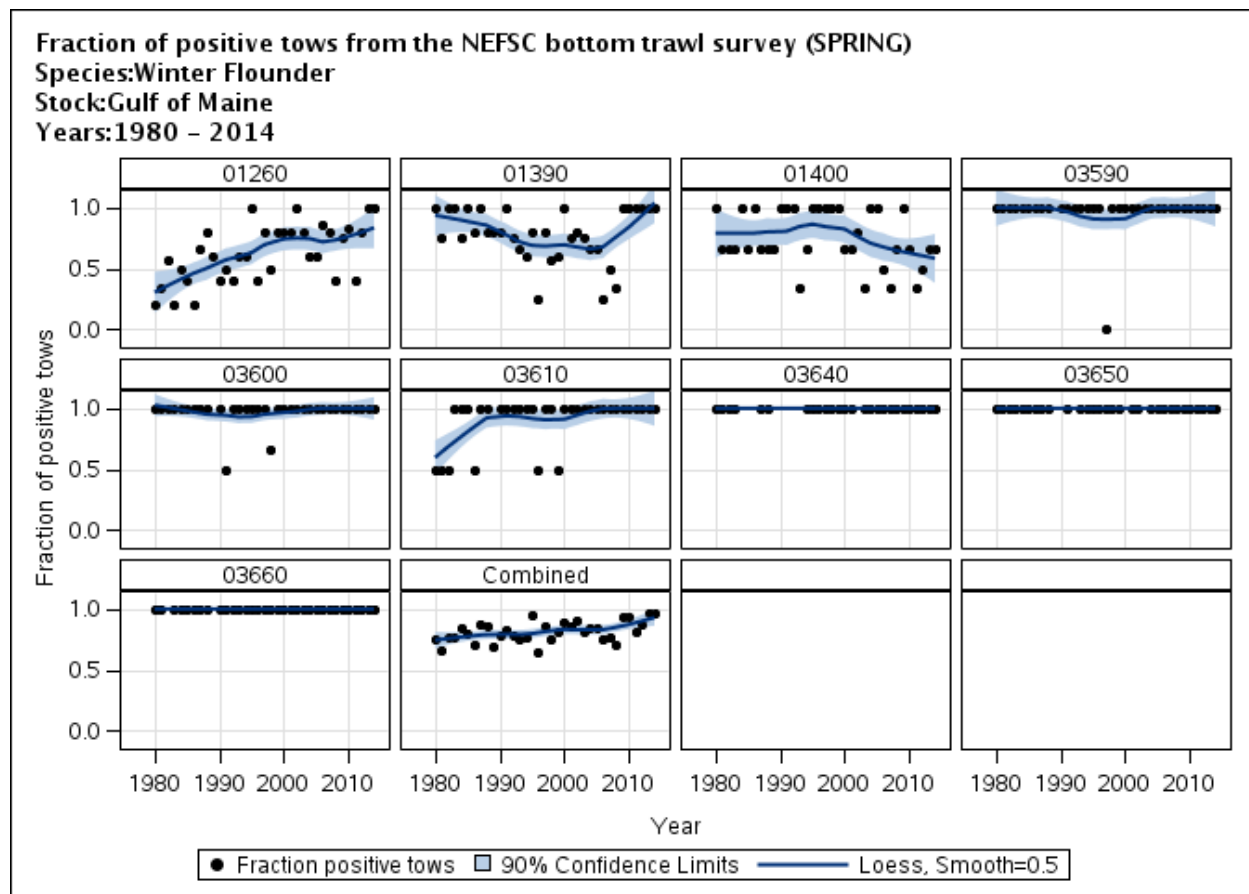 Fraction of positive tows from the NEFSC bottom trawl survey (SPRING)
Species:Winter Flounder
Stock:Gulf of Maine
Years:1980 – 2014
01260 01390 01400 03590
1.0
0.5
0.0
03600 03610 03640 03650
1.0
0.5
0.0
03660 Combined
1.0
0.5
0.0
Fraction of positive tows
1980 1990 2000 2010 1980 1990 2000 2010 1980 1990 2000 2010 1980 1990 2000 2010
Year
Fraction positive tows 90% Confidence Limits Loess, Smooth=0.5